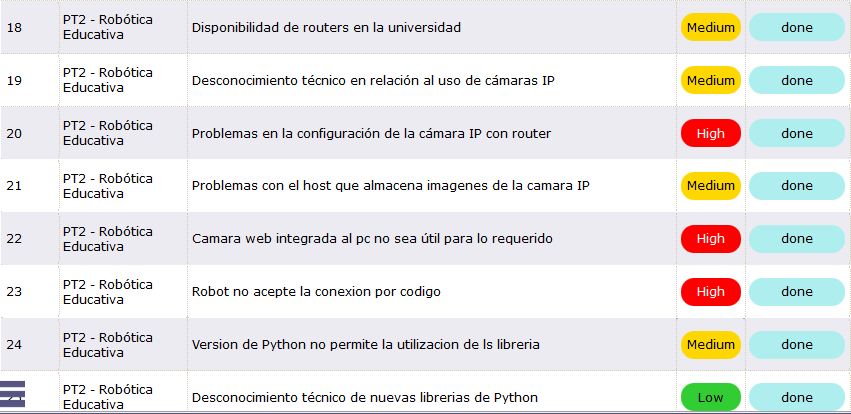 18 PT2 - Robótica Educativa Disponibilidad de routers en la universidad Medium done
19 PT2 - Robótica Educativa Desconocimiento técnico en relación al uso de cámaras IP Medium done
20 PT2 - Robótica Educativa Problemas en la configuración de la cámara IP con router High done
21 PT2 - Robótica Educativa Problemas con el host que almacena imagenes de la camara IP Medium done
22 PT2 - Robótica Educativa Camara web integrada al pc no sea útil para lo requerido High done
23 PT2 - Robótica Educativa Robot no acepte la conexion por codigo High done
24 PT2 - Robótica Educativa Version de Python no permite la utilizacion de ls libreria Medium done
PT2 - Robótica Educativa Desconocimiento técnico de nuevas librerias de Python Low done